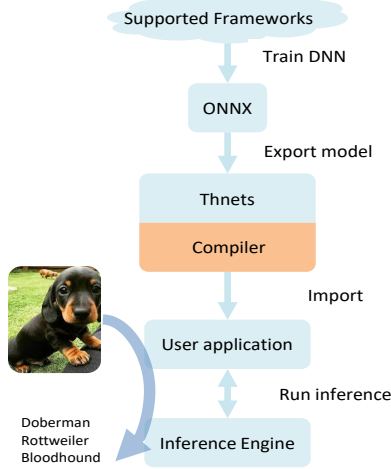 Supported Frameworks
Train DNN
ONNX
Export model
Thnets
Compiler
Import
User application
Run inference
Doberman
Rottweiler
Bloodhound
Inference Engine